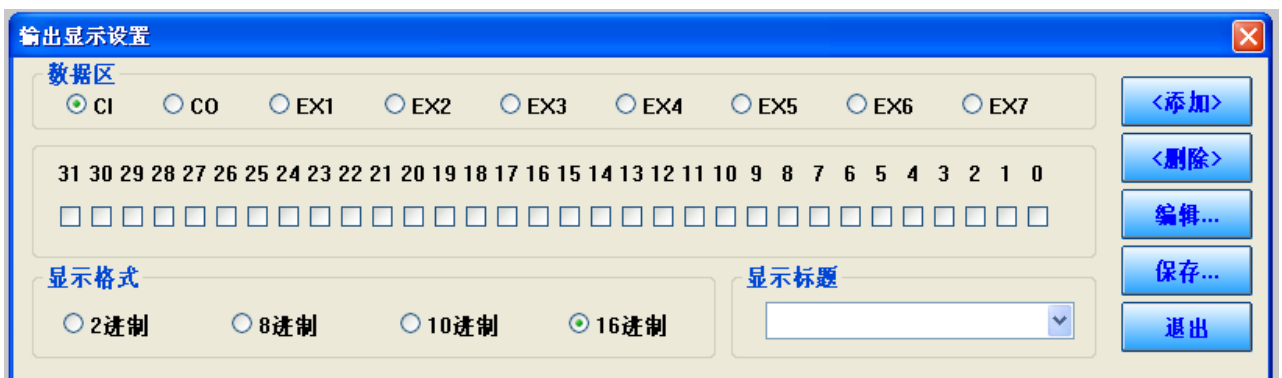 输出显示设置
数据区
CI CO EX1 EX2 EX3 EX4 EX5 EX6 EX7
<添加>
<删除>
31 30 29 28 27 26 25 24 23 22 21 20 19 18 17 16 15 14 13 12 11 10 9 8 7 6 5 4 3 2 1 0
编辑...
显示格式
显示标题
保存...
2进制 8进制 10进制 16进制
退出